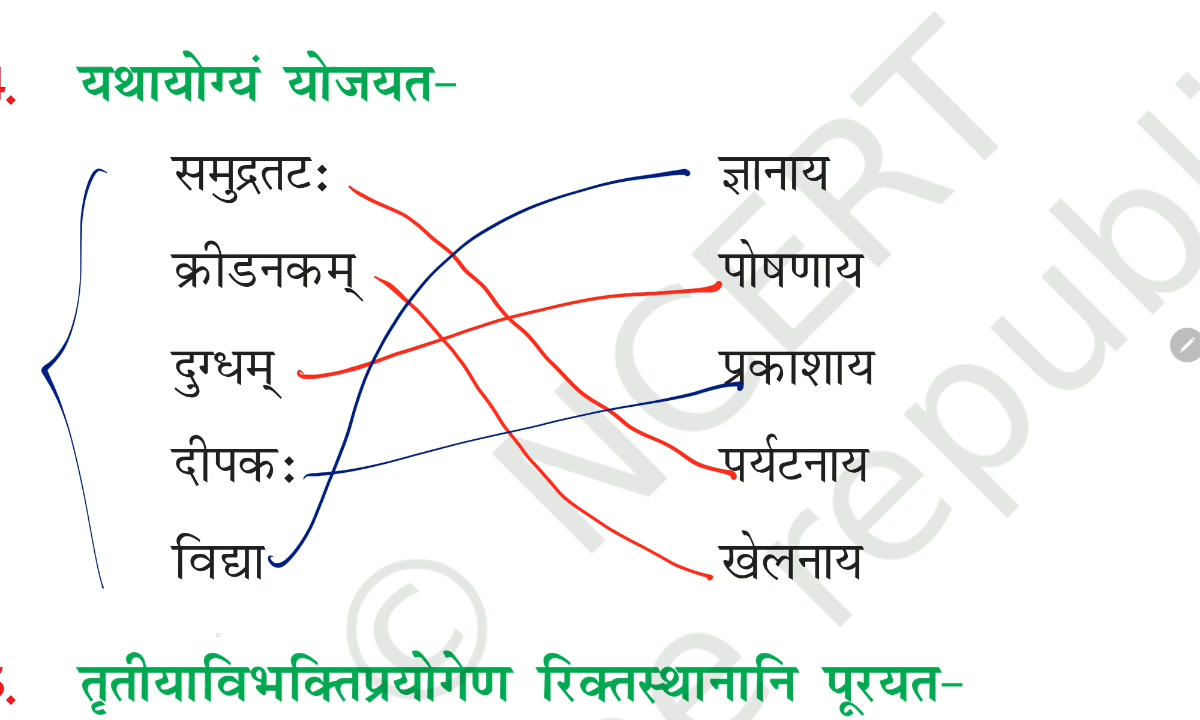 4. यथायोग्यं योजयत–
समुद्रतटः ज्ञानाय
क्रीडनकम् पोषणाय
दुग्धम् प्रकाशाय
दीपकः पर्यटनाय
विद्या खेलनाय
5. तृतीयाविभक्तिप्रयोगेण रिक्तस्थानानि पूरयत–
© NCERT
republi